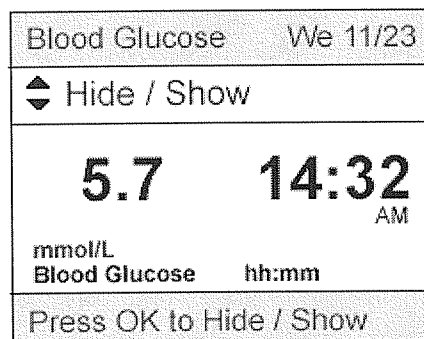 Blood Glucose We 11/23
Hide / Show
5.7 14:32
AM
mmol/L
Blood Glucose hh:mm
Press OK to Hide / Show